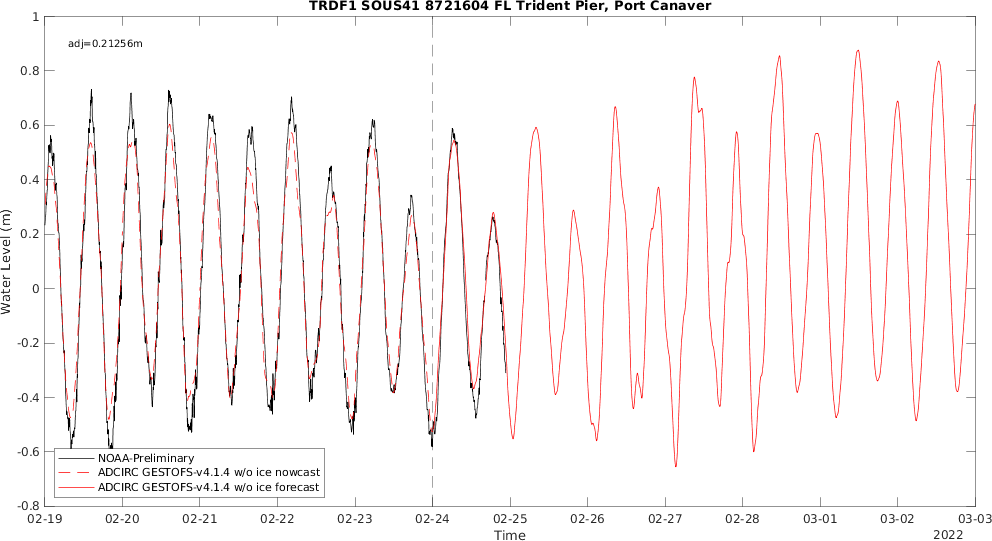 TRDF1 SOUS41 8721604 FL Trident Pier, Port Canaver
adj=0.21256m
1
0.8
0.6
0.4
0.2
0
-0.2
-0.4
-0.6
-0.8
Water Level (m)
NOAA-Preliminary
ADCIRC GESTOFS-v4.1.4 w/o ice nowcast
ADCIRC GESTOFS-v4.1.4 w/o ice forecast
02-19 02-20 02-21 02-22 02-23 02-24 02-25 02-26 02-27 02-28 03-01 03-02 03-03
Time
2022